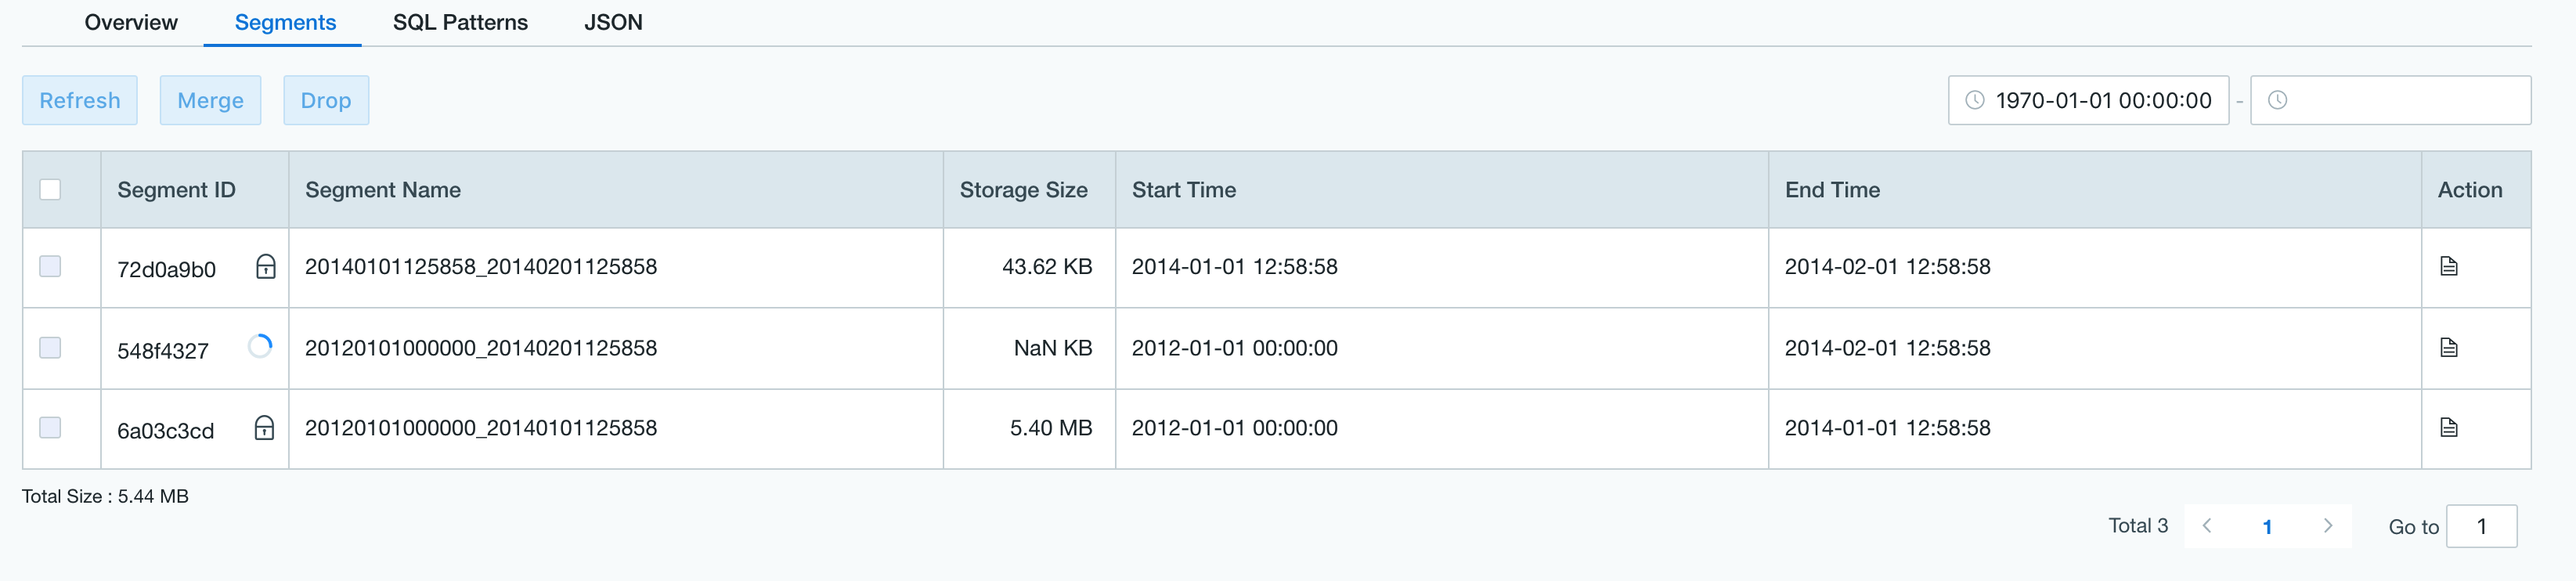 Overview Segments SQL Patterns JSON
Refresh Merge Drop 1970-01-01 00:00:00 -
Segment ID Segment Name Storage Size Start Time End Time Action
72d0a9b0 20140101125858_20140201125858 43.62 KB 2014-01-01 12:58:58 2014-02-01 12:58:58
548f4327 20120101000000_20140201125858 NaN KB 2012-01-01 00:00:00 2014-02-01 12:58:58
6a03c3cd 20120101000000_20140101125858 5.40 MB 2012-01-01 00:00:00 2014-01-01 12:58:58
Total Size : 5.44 MB
Total 3 < 1 > Go to 1